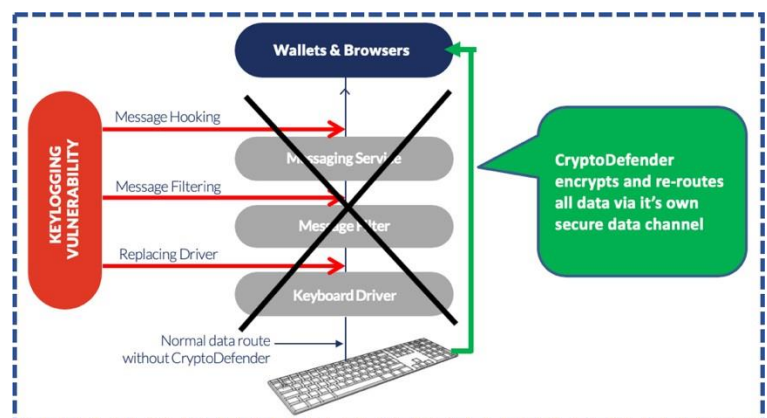 Wallets & Browsers
KEYLOGGING
VULNERABILITY
Message Hooking
Messaging Service
Message Filtering
Message Filter
Replacing Driver
Keyboard Driver
Normal data route
without CryptoDefender
CryptoDefender
encrypts and re-routes
all data via it's own
secure data channel